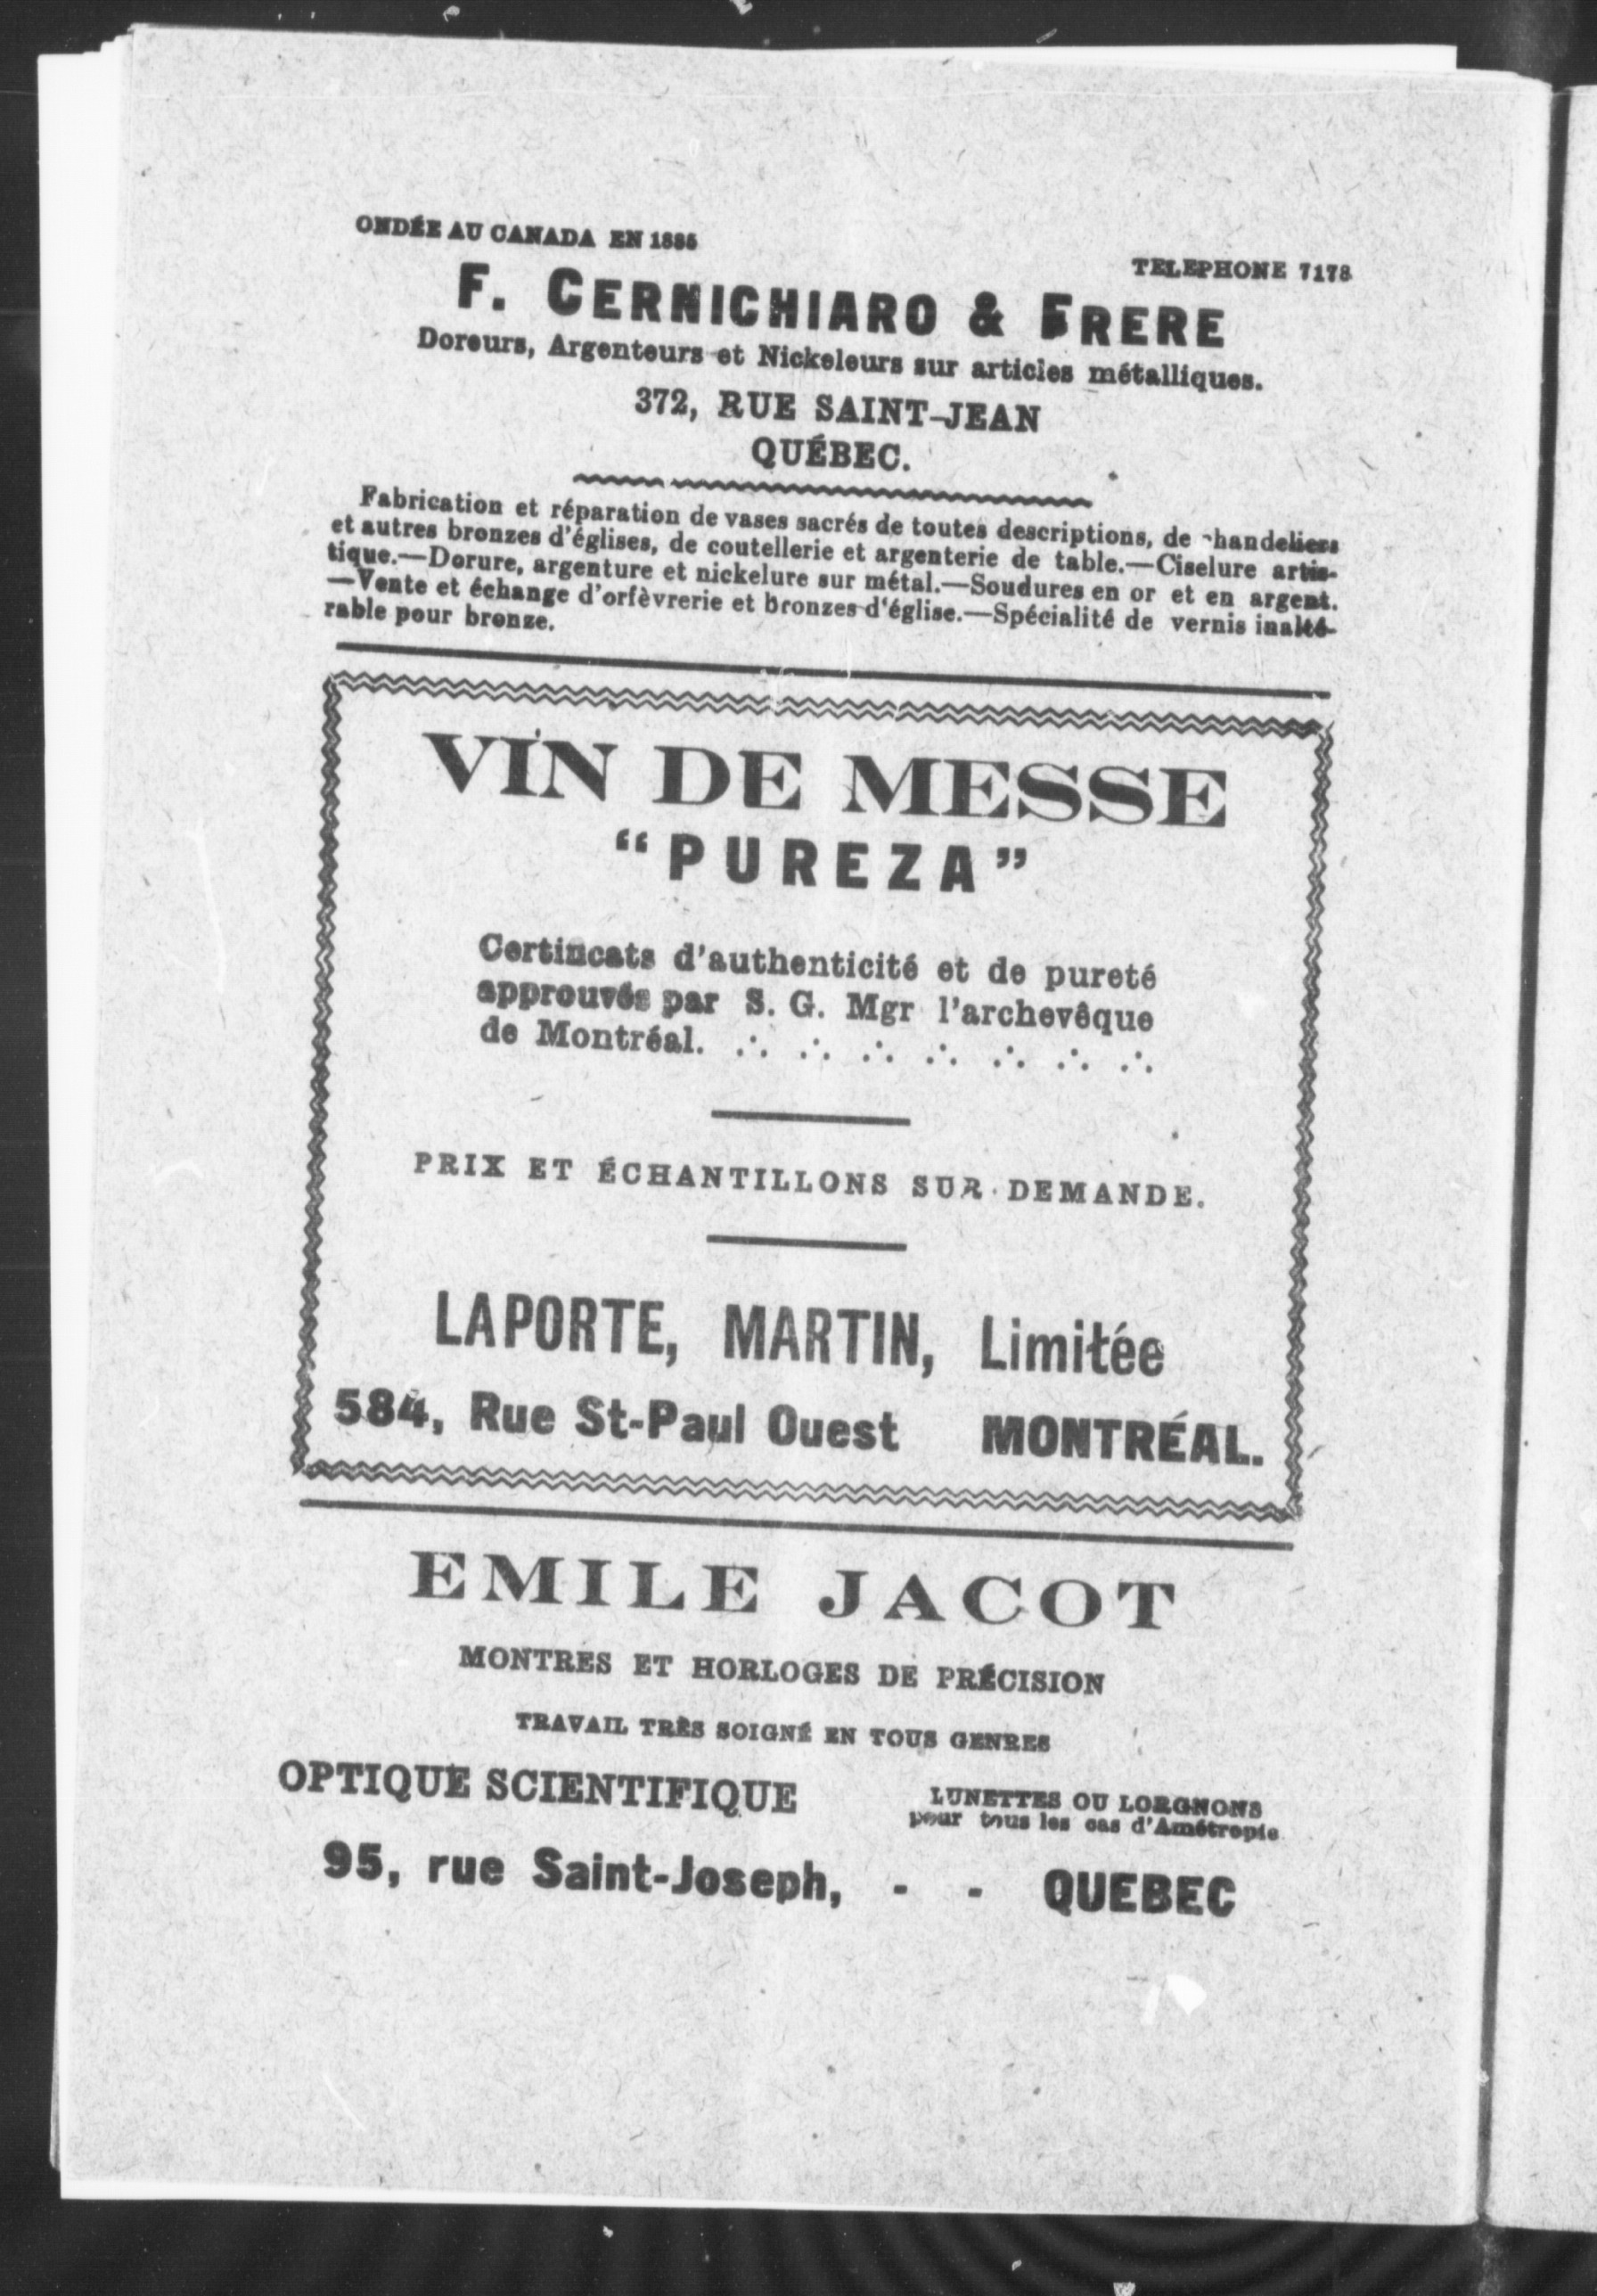 ONDÉE AU CANADA EN 1885
TELEPHONE 7178
F. CERNICHIARO & FRERE
Doreurs, Argenteurs et Nickeleurs sur articles métalliques.
372, RUE SAINT-JEAN
QUÉBEC.
Fabrication et réparation de vases sacrés de toutes descriptions, de handeliers
et autres bronzes d'églises, de coutellerie et argenterie de table.—Ciselure artis-
tique.—Dorure, argenture et nickelure sur métal.—Soudures en or et en argent.
—Vente et échange d'orfèvrerie et bronzes d'église.—Spécialité de vernis inalté-
rable pour bronze.
VIN DE MESSE
“PUREZA”
Certificats d'authenticité et de pureté
approuvés par S. G. Mgr l'archevêque
de Montréal. ∴ ∴ ∴ ∴ ∴ ∴ ∴
PRIX ET ÉCHANTILLONS SUR DEMANDE.
LAPORTE, MARTIN, Limitée
584, Rue St-Paul Ouest MONTRÉAL.
EMILE JACOT
MONTRES ET HORLOGES DE PRÉCISION
TRAVAIL TRÈS SOIGNÉ EN TOUS GENRES
OPTIQUE SCIENTIFIQUE
LUNETTES OU LORGNONS
pour tous les cas d'Amétropie
95, rue Saint-Joseph, - - QUEBEC